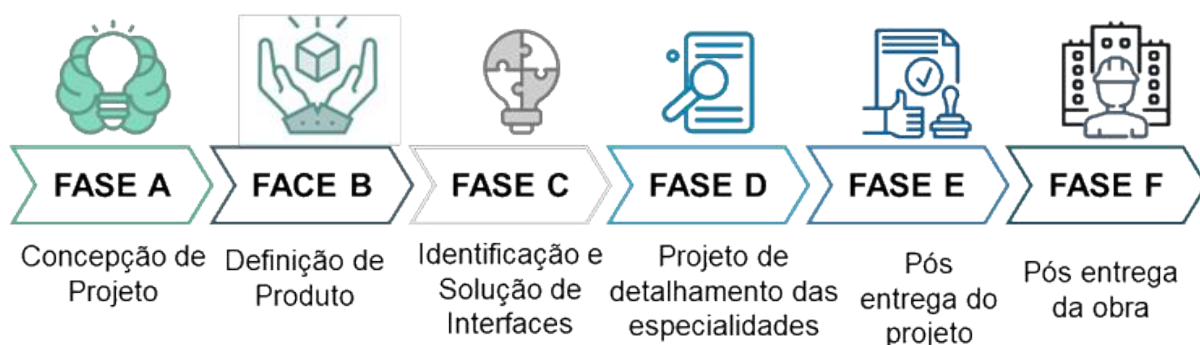 FASE A
FACE B
FASE C
FASE D
FASE E
FASE F
Concepção de
Projeto
Definição de
Produto
Identificação e
Solução de
Interfaces
Projeto de
detalhamento das
especialidades
Pós
entrega do
projeto
Pós entrega
da obra